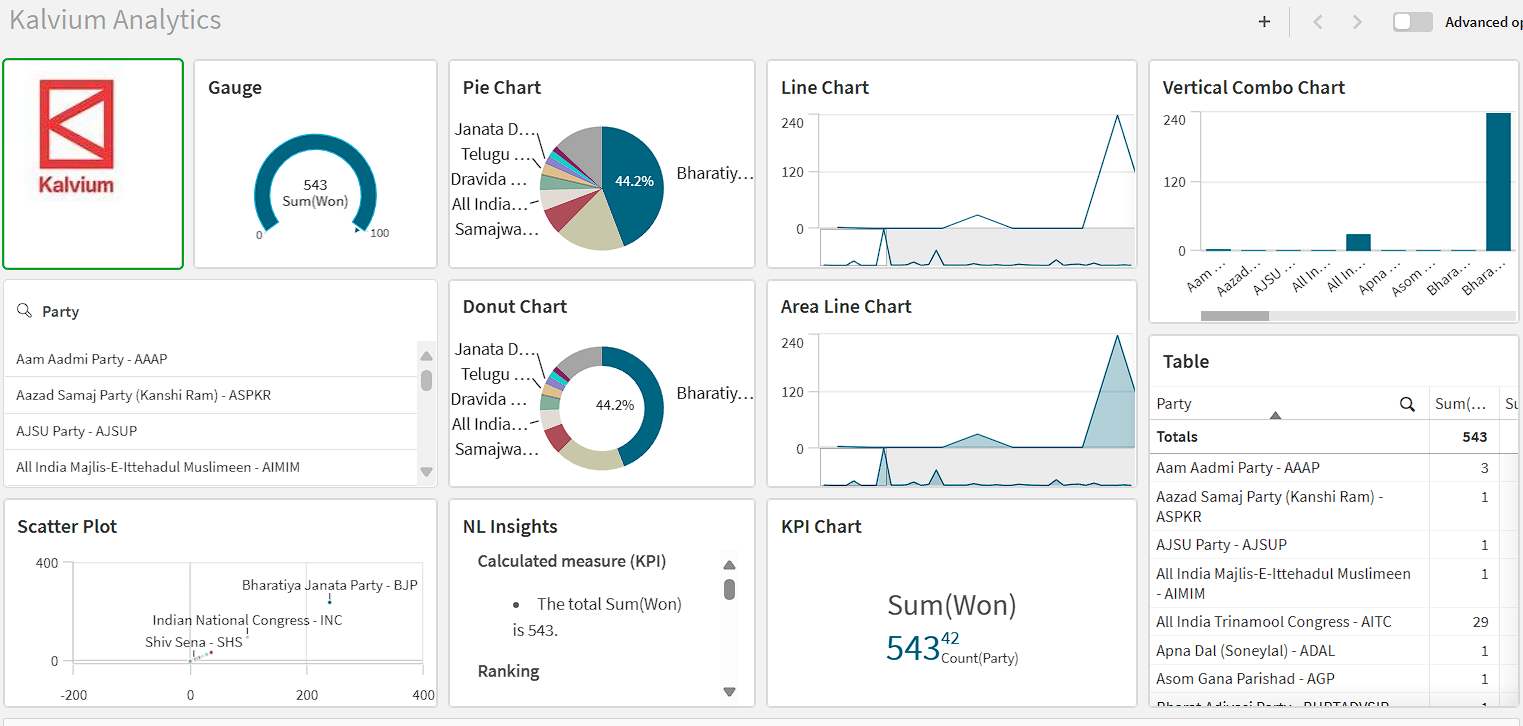 Kalvium Analytics
+ Advanced op
Kalvium
Gauge
543
Sum(Won)
0
100
Pie Chart
Janata D...
Telugu ...
Dravida ...
All India...
Samajwa...
44.2%
Bharatiy...
Line Chart
240
120
0
Vertical Combo Chart
240
120
0
Aam ...
Aazad...
AJSU ...
All In...
All In...
Apna ...
Asom ...
Bhara...
Bhara...
Party
Aam Aadmi Party - AAAP
Aazad Samaj Party (Kanshi Ram) - ASPKR
AJSU Party - AJSUP
All India Majlis-E-Ittehadul Muslimeen - AIMIM
Donut Chart
Janata D...
Telugu ...
Dravida ...
All India...
Samajwa...
44.2%
Bharatiy...
Area Line Chart
240
120
0
Table
Party Sum(... Su
Totals 543
Aam Aadmi Party - AAAP 3
Aazad Samaj Party (Kanshi Ram) - 1
ASPKR
AJSU Party - AJSUP 1
All India Majlis-E-Ittehadul Muslimeen 1
- AIMIM
All India Trinamool Congress - AITC 29
Apna Dal (Soneylal) - ADAL 1
Asom Gana Parishad - AGP 1
Bharat Adivasi Party - BHRTADVSIP 1
Scatter Plot
400
0
Bharatiya Janata Party - BJP
Indian National Congress - INC
Shiv Sena - SHS
-200 0 200 400
NL Insights
Calculated measure (KPI)
• The total Sum(Won)
is 543.
Ranking
KPI Chart
Sum(Won)
543 42
Count(Party)